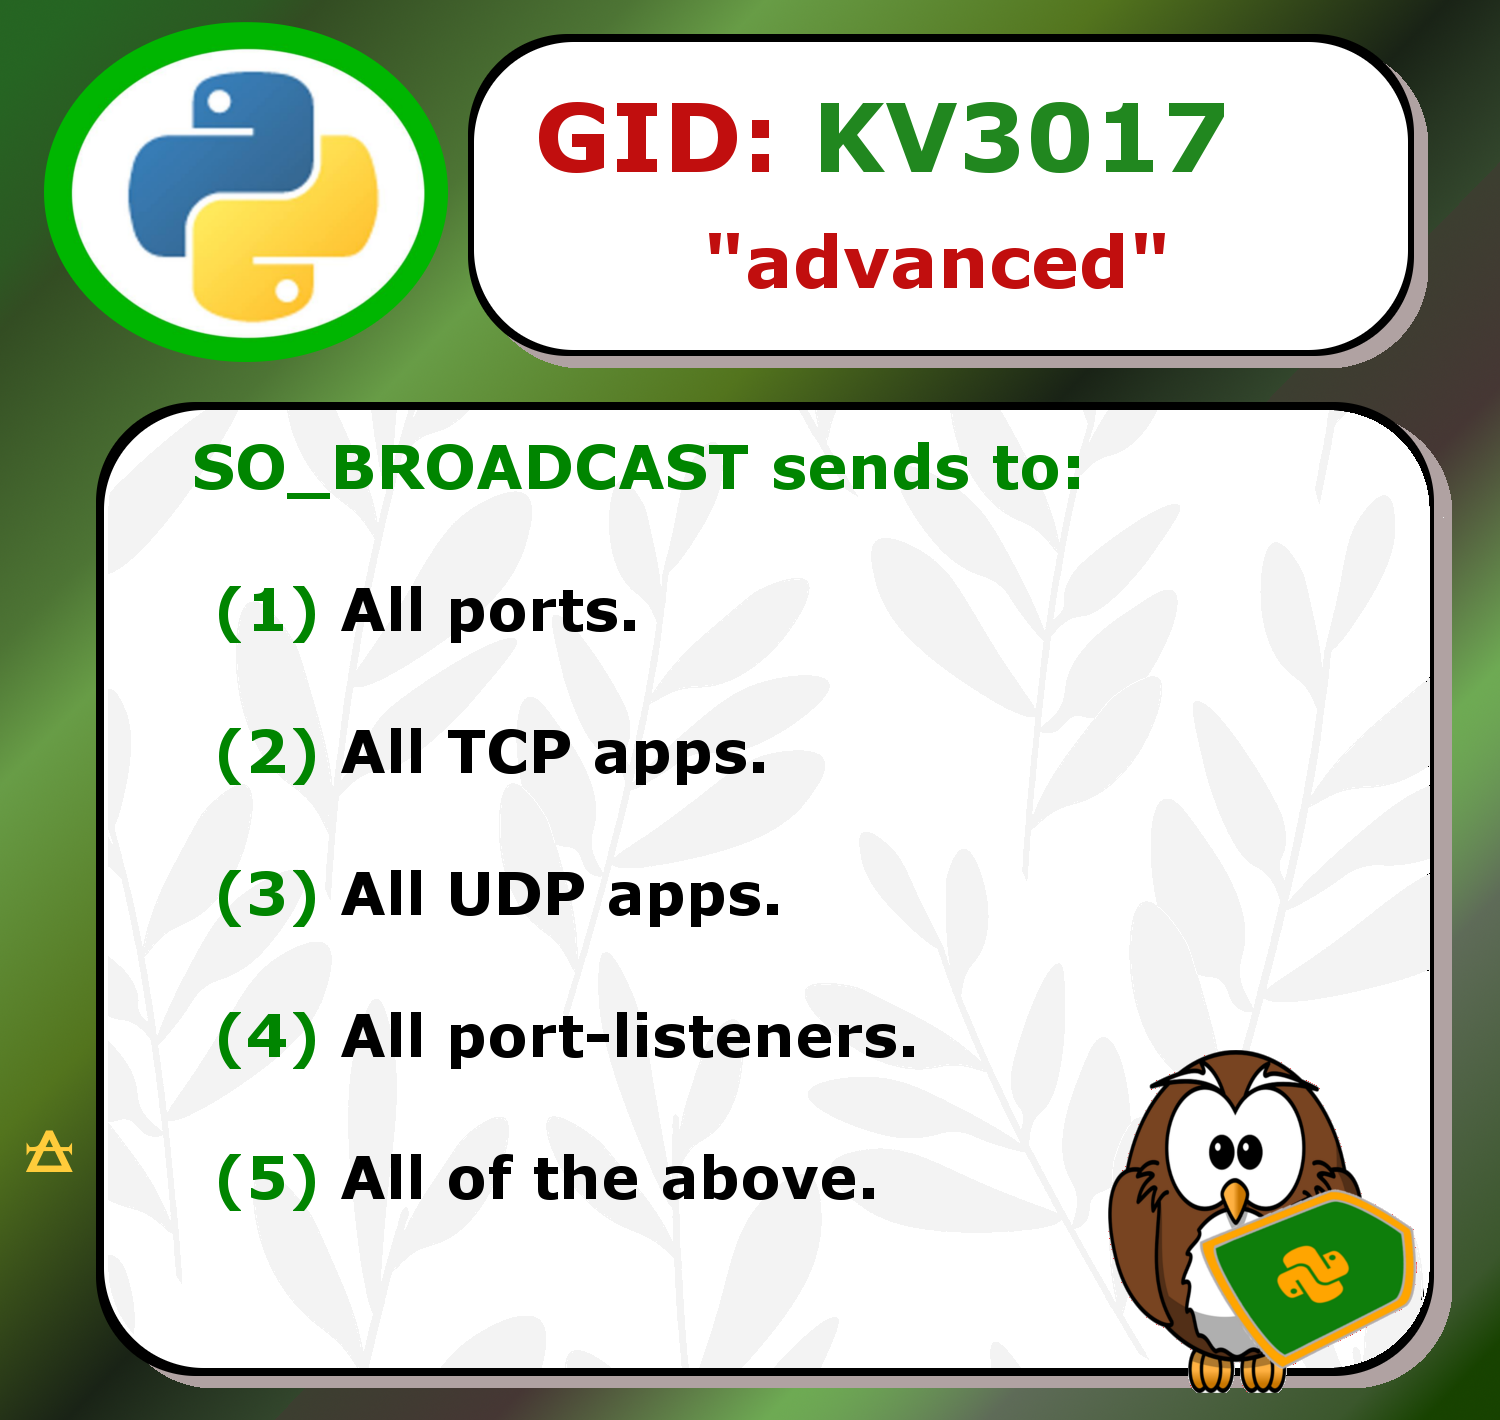 GID: KV3017
"advanced"
SO_BROADCAST sends to:
(1) All ports.
(2) All TCP apps.
(3) All UDP apps.
(4) All port-listeners.
(5) All of the above.